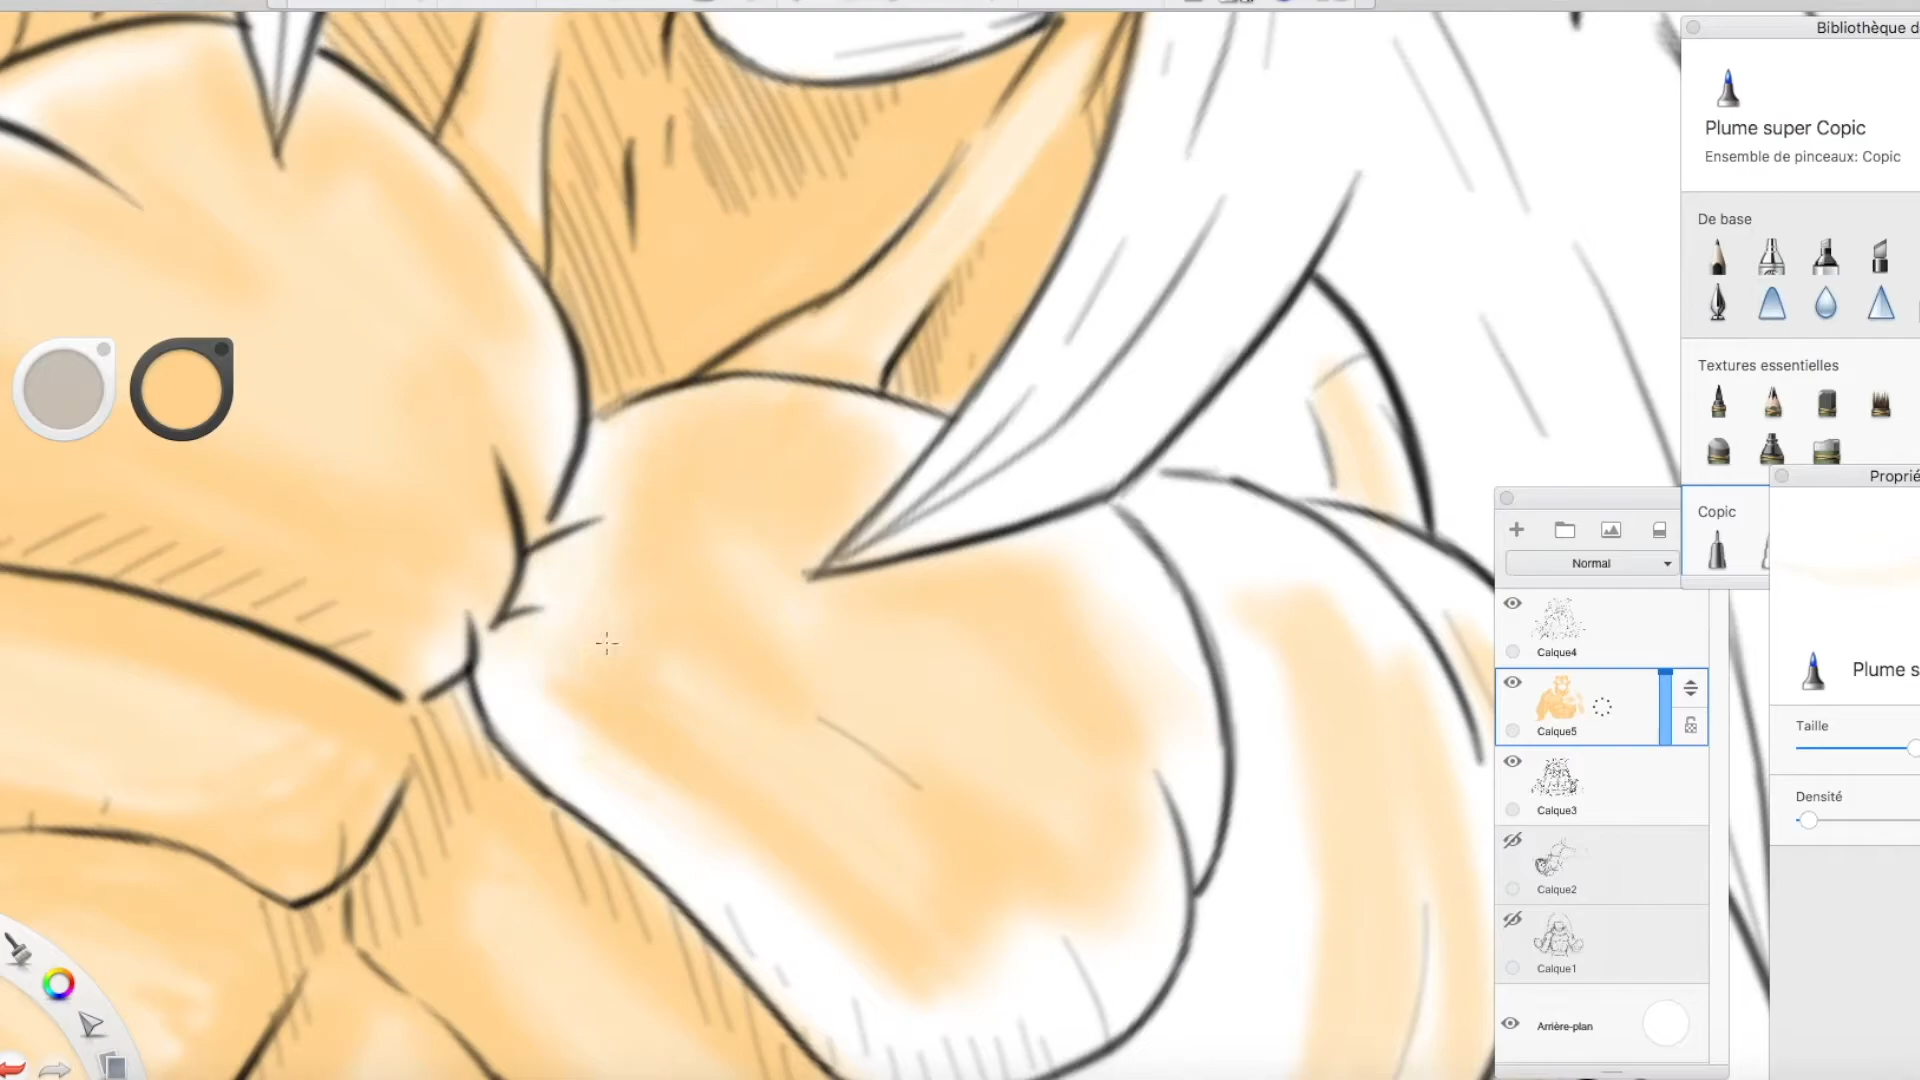 Bibliothèque d
Plume super Copic
Ensemble de pinceaux: Copic
De base
Textures essentielles
Proprié
Copic
Normal
Calque4
Plume s
Calque5
Taille
Densité
Calque3
Calque2
Calque1
Arrière-plan